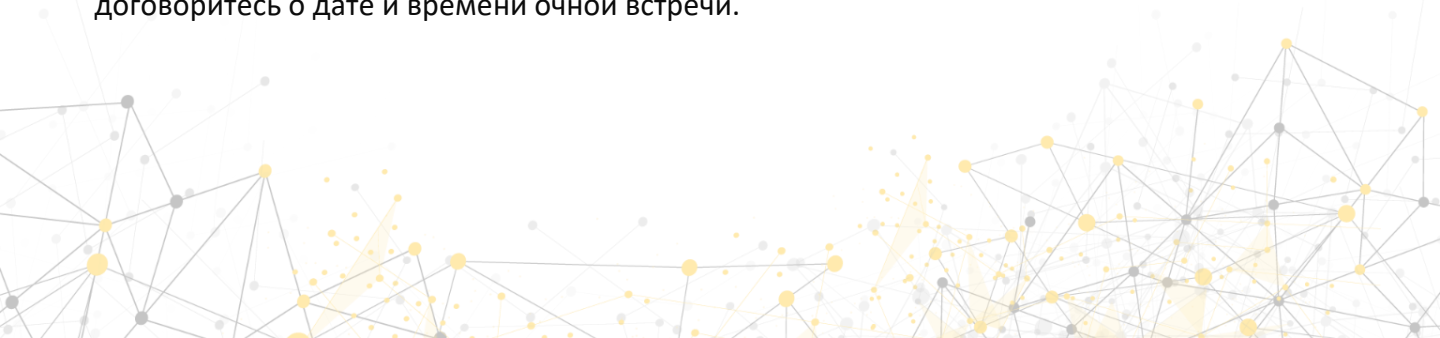 договоритесь о дате и времени очной встречи.